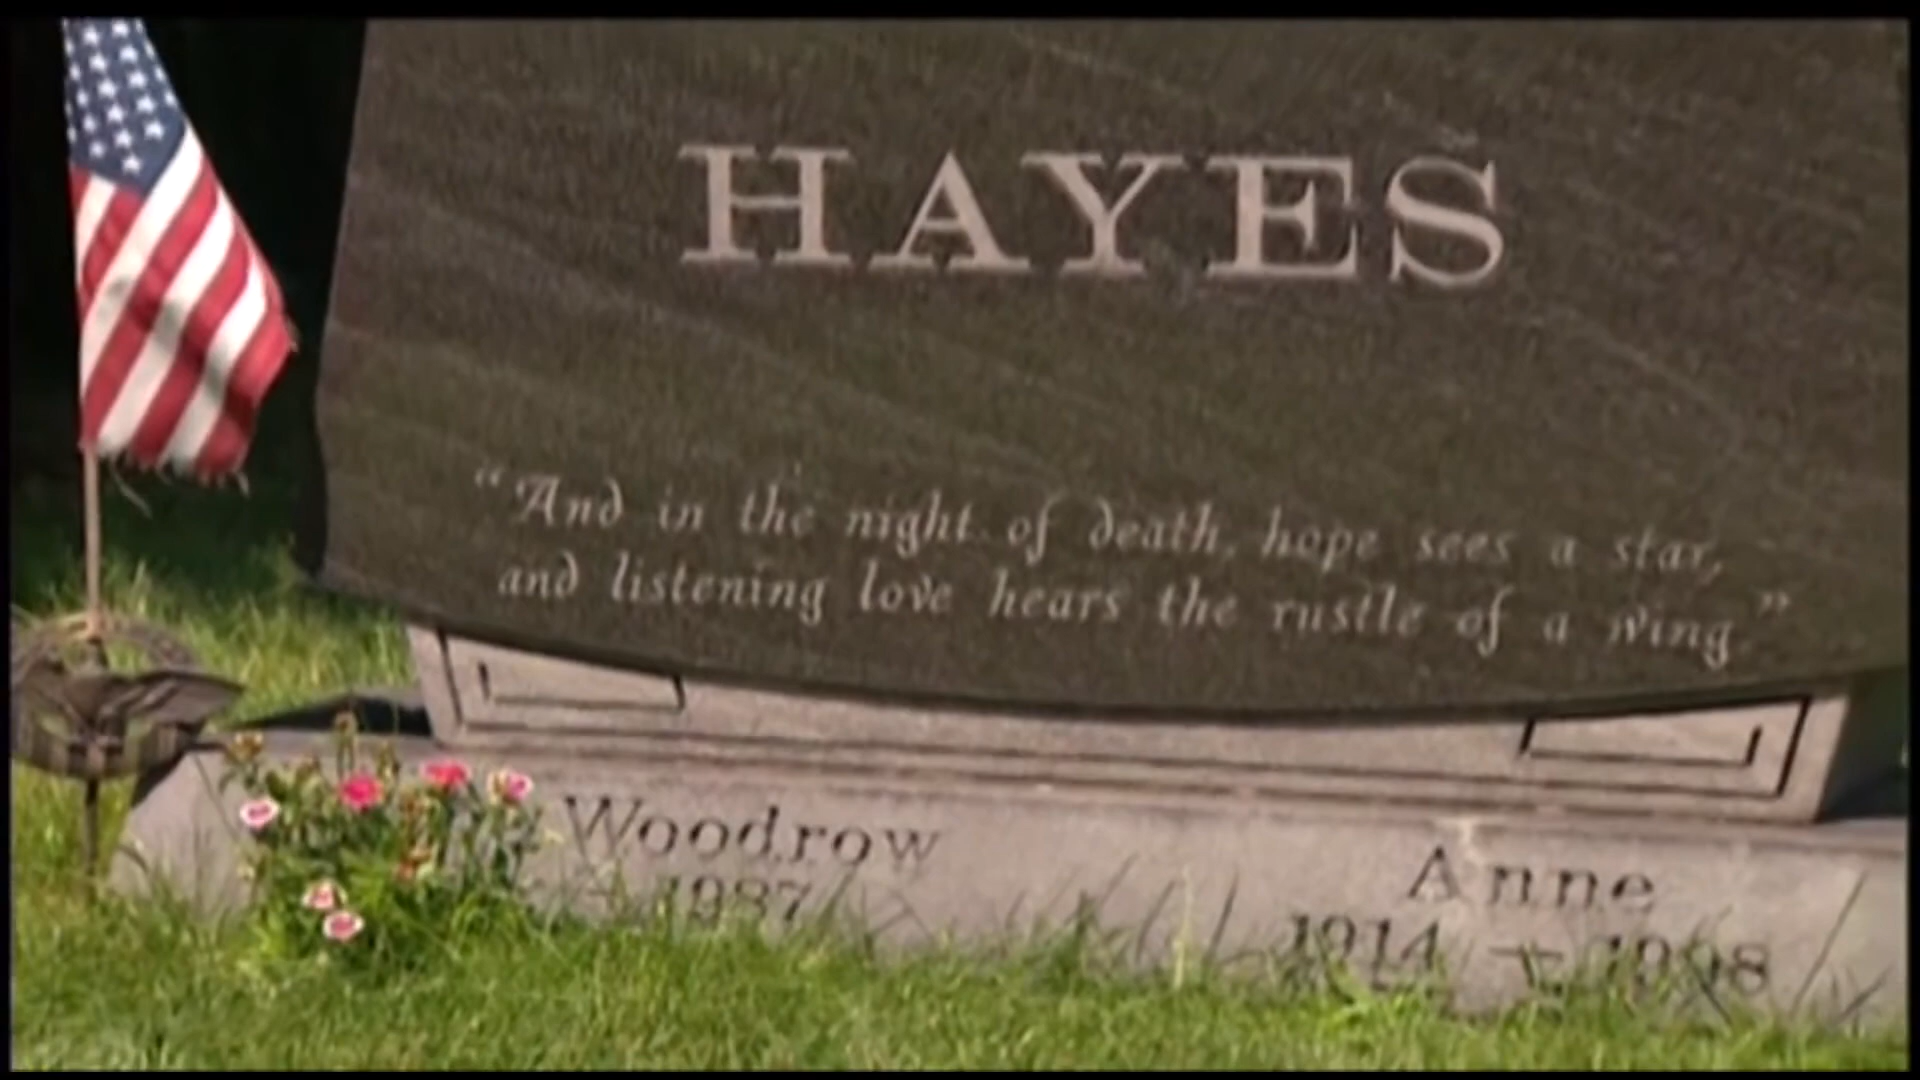 HAYES
“And in the night of death, hope sees a star,
and listening love hears the rustle of a wing.”
Woodrow
– 1987
Anne
1914 – 1998